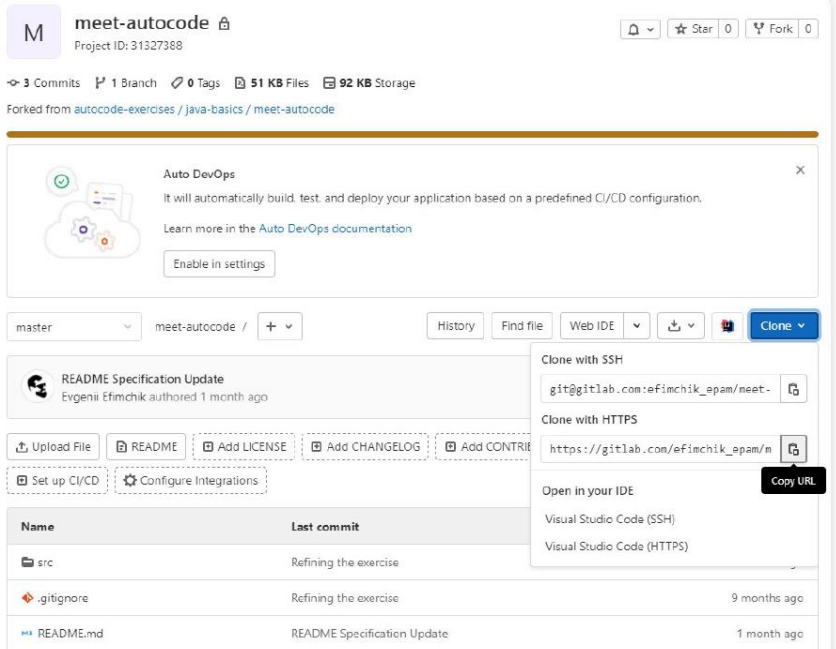 M
meet-autocode
Project ID: 31327388
Star 0
Fork 0
3 Commits 1 Branch 0 Tags 51 KB Files 92 KB Storage
Forked from autocode-exercises / java-basics / meet-autocode
Auto DevOps
It will automatically build, test, and deploy your application based on a predefined CI/CD configuration.
Learn more in the Auto DevOps documentation
Enable in settings
master meet-autocode / + History Find file Web IDE Clone
Clone with SSH
git@gitlab.com:efimchik_epam/meet-
Clone with HTTPS
https://gitlab.com/efimchik_epam/m
Copy URL
Open in your IDE
Visual Studio Code (SSH)
Visual Studio Code (HTTPS)
README Specification Update
Evgenii Efimchik authored 1 month ago
Upload File README Add LICENSE Add CHANGELOG Add CONTRIE
Set up CI/CD Configure Integrations
Name Last commit
src Refining the exercise
.gitignore Refining the exercise 9 months ago
README.md README Specification Update 1 month ago